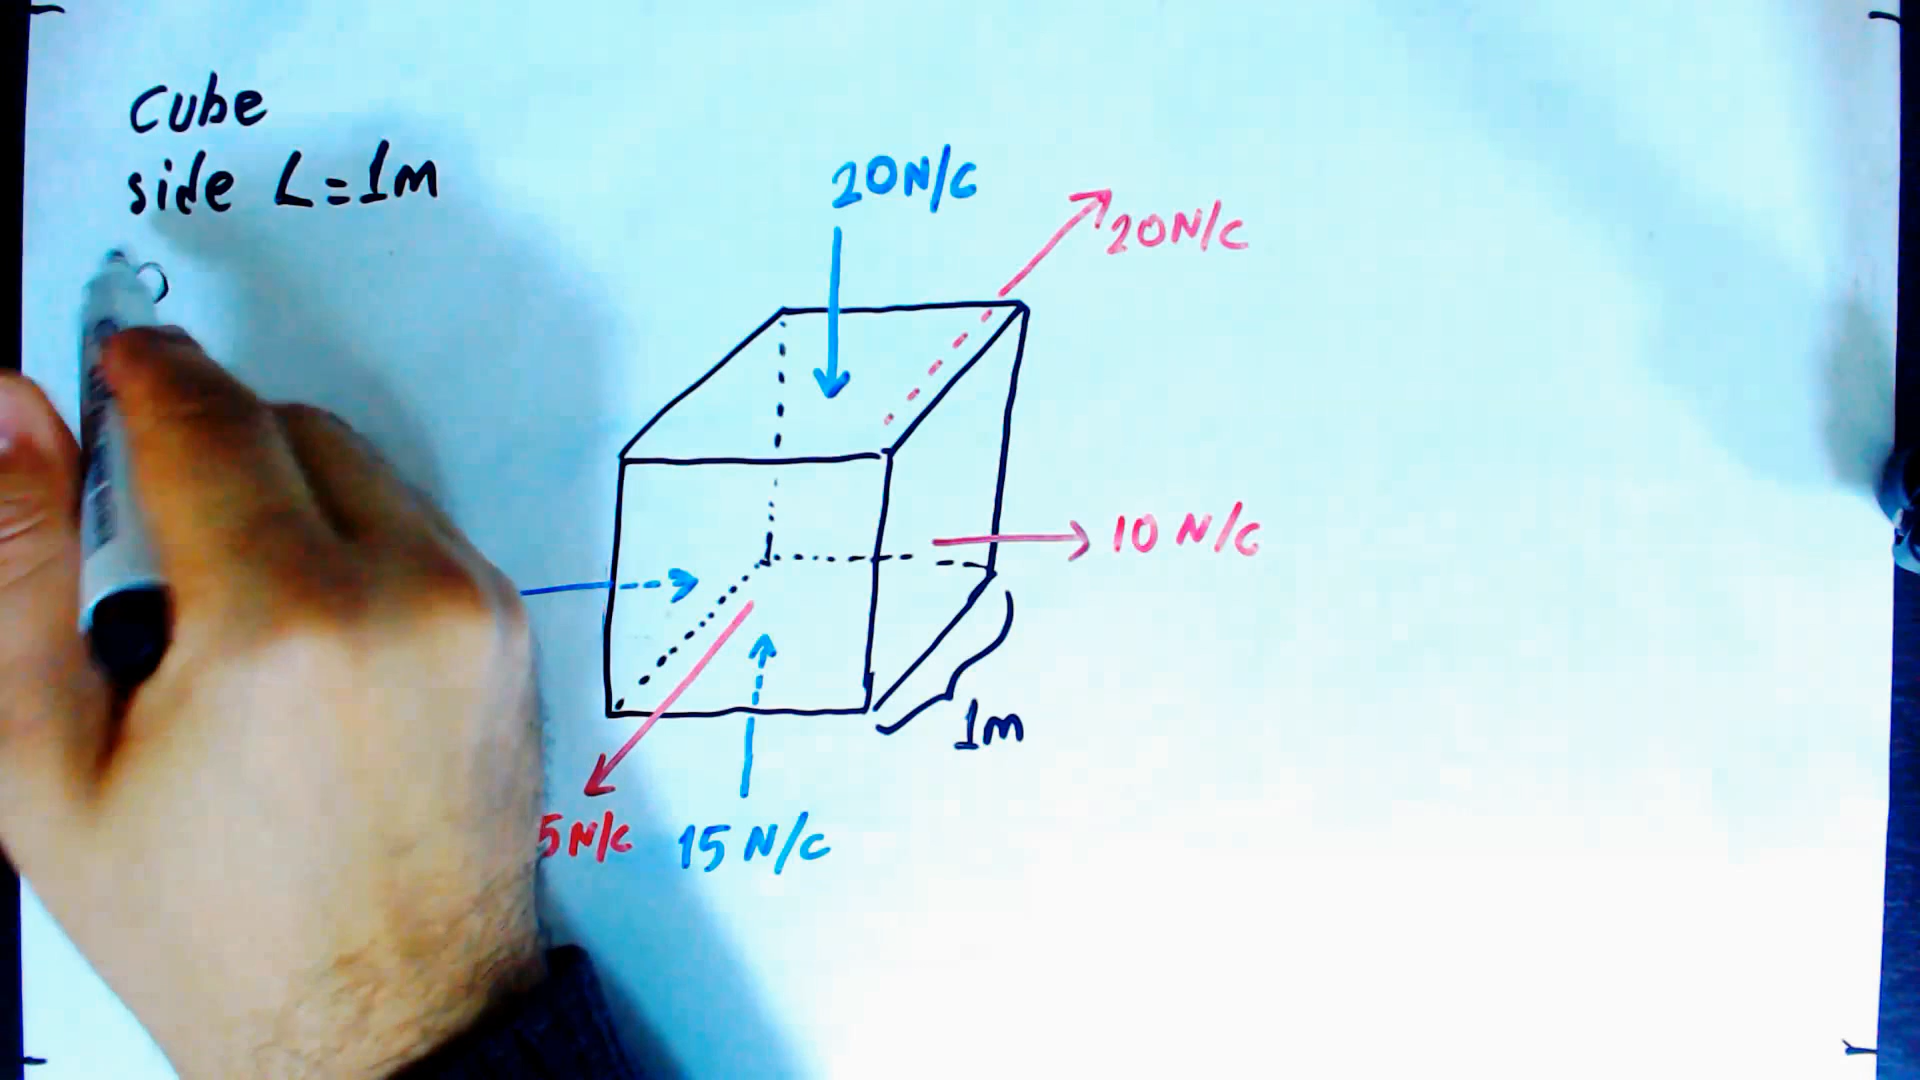 Cube
side L=1m
20N/C
20N/C
10 N/C
1m
5N/C
15 N/C